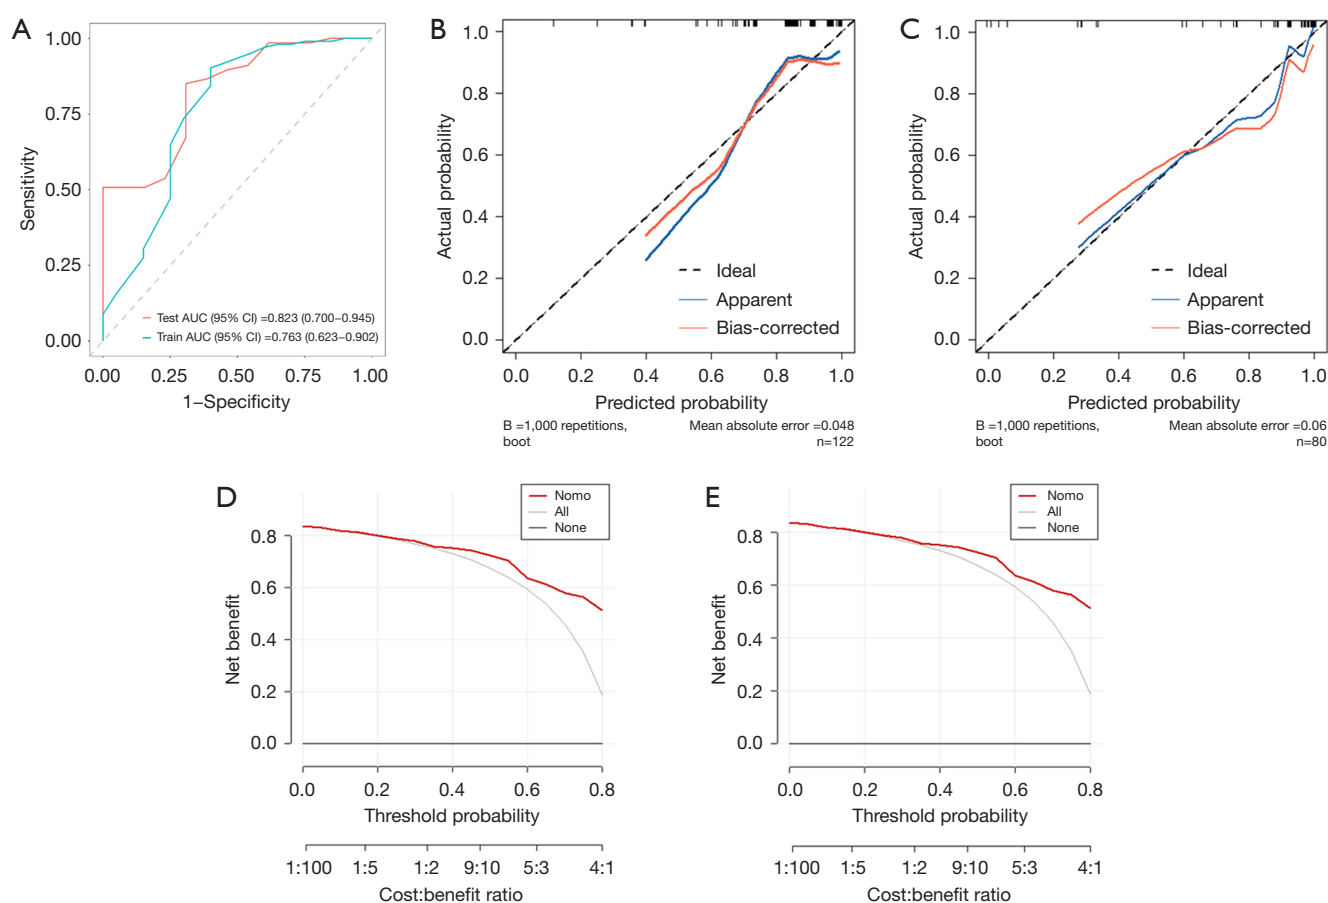 A
1.00
0.75
0.50
0.25
0.00
Sensitivity
Test AUC (95% CI) =0.823 (0.700−0.945)
Train AUC (95% CI) =0.763 (0.623−0.902)
0.00 0.25 0.50 0.75 1.00
1−Specificity
B
1.0
0.8
0.6
0.4
0.2
0.0
Actual probability
Ideal
Apparent
Bias-corrected
0.0 0.2 0.4 0.6 0.8 1.0
Predicted probability
B =1,000 repetitions,
boot
Mean absolute error =0.048
n=122
C
1.0
0.8
0.6
0.4
0.2
0.0
Actual probability
Ideal
Apparent
Bias-corrected
0.0 0.2 0.4 0.6 0.8 1.0
Predicted probability
B =1,000 repetitions,
boot
Mean absolute error =0.06
n=80
D
Nomo
All
None
0.8
0.6
0.4
0.2
0.0
Net benefit
0.0 0.2 0.4 0.6 0.8
Threshold probability
1:100 1:5 1:2 9:10 5:3 4:1
Cost:benefit ratio
E
Nomo
All
None
0.8
0.6
0.4
0.2
0.0
Net benefit
0.0 0.2 0.4 0.6 0.8
Threshold probability
1:100 1:5 1:2 9:10 5:3 4:1
Cost:benefit ratio